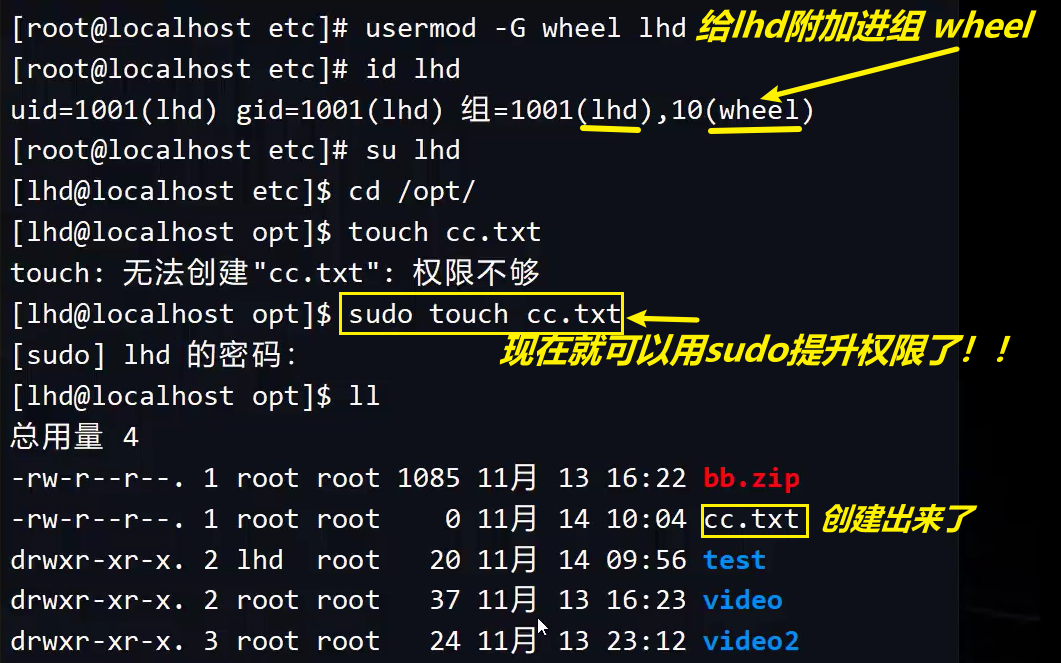 [root@localhost etc]# usermod -G wheel lhd 给lhd附加进组 wheel
[root@localhost etc]# id lhd
uid=1001(lhd) gid=1001(lhd) 组=1001(lhd),10(wheel)
[root@localhost etc]# su lhd
[lhd@localhost etc]$ cd /opt/
[lhd@localhost opt]$ touch cc.txt
touch: 无法创建"cc.txt": 权限不够
[lhd@localhost opt]$ sudo touch cc.txt
[sudo] lhd 的密码: 现在就可以用sudo提升权限了！！
[lhd@localhost opt]$ ll
总用量 4
-rw-r--r--. 1 root root 1085 11月 13 16:22 bb.zip
-rw-r--r--. 1 root root 0 11月 14 10:04 cc.txt 创建出来了
drwxr-xr-x. 2 lhd root 20 11月 14 09:56 test
drwxr-xr-x. 2 root root 37 11月 13 16:23 video
drwxr-xr-x. 3 root root 24 11月 13 23:12 video2